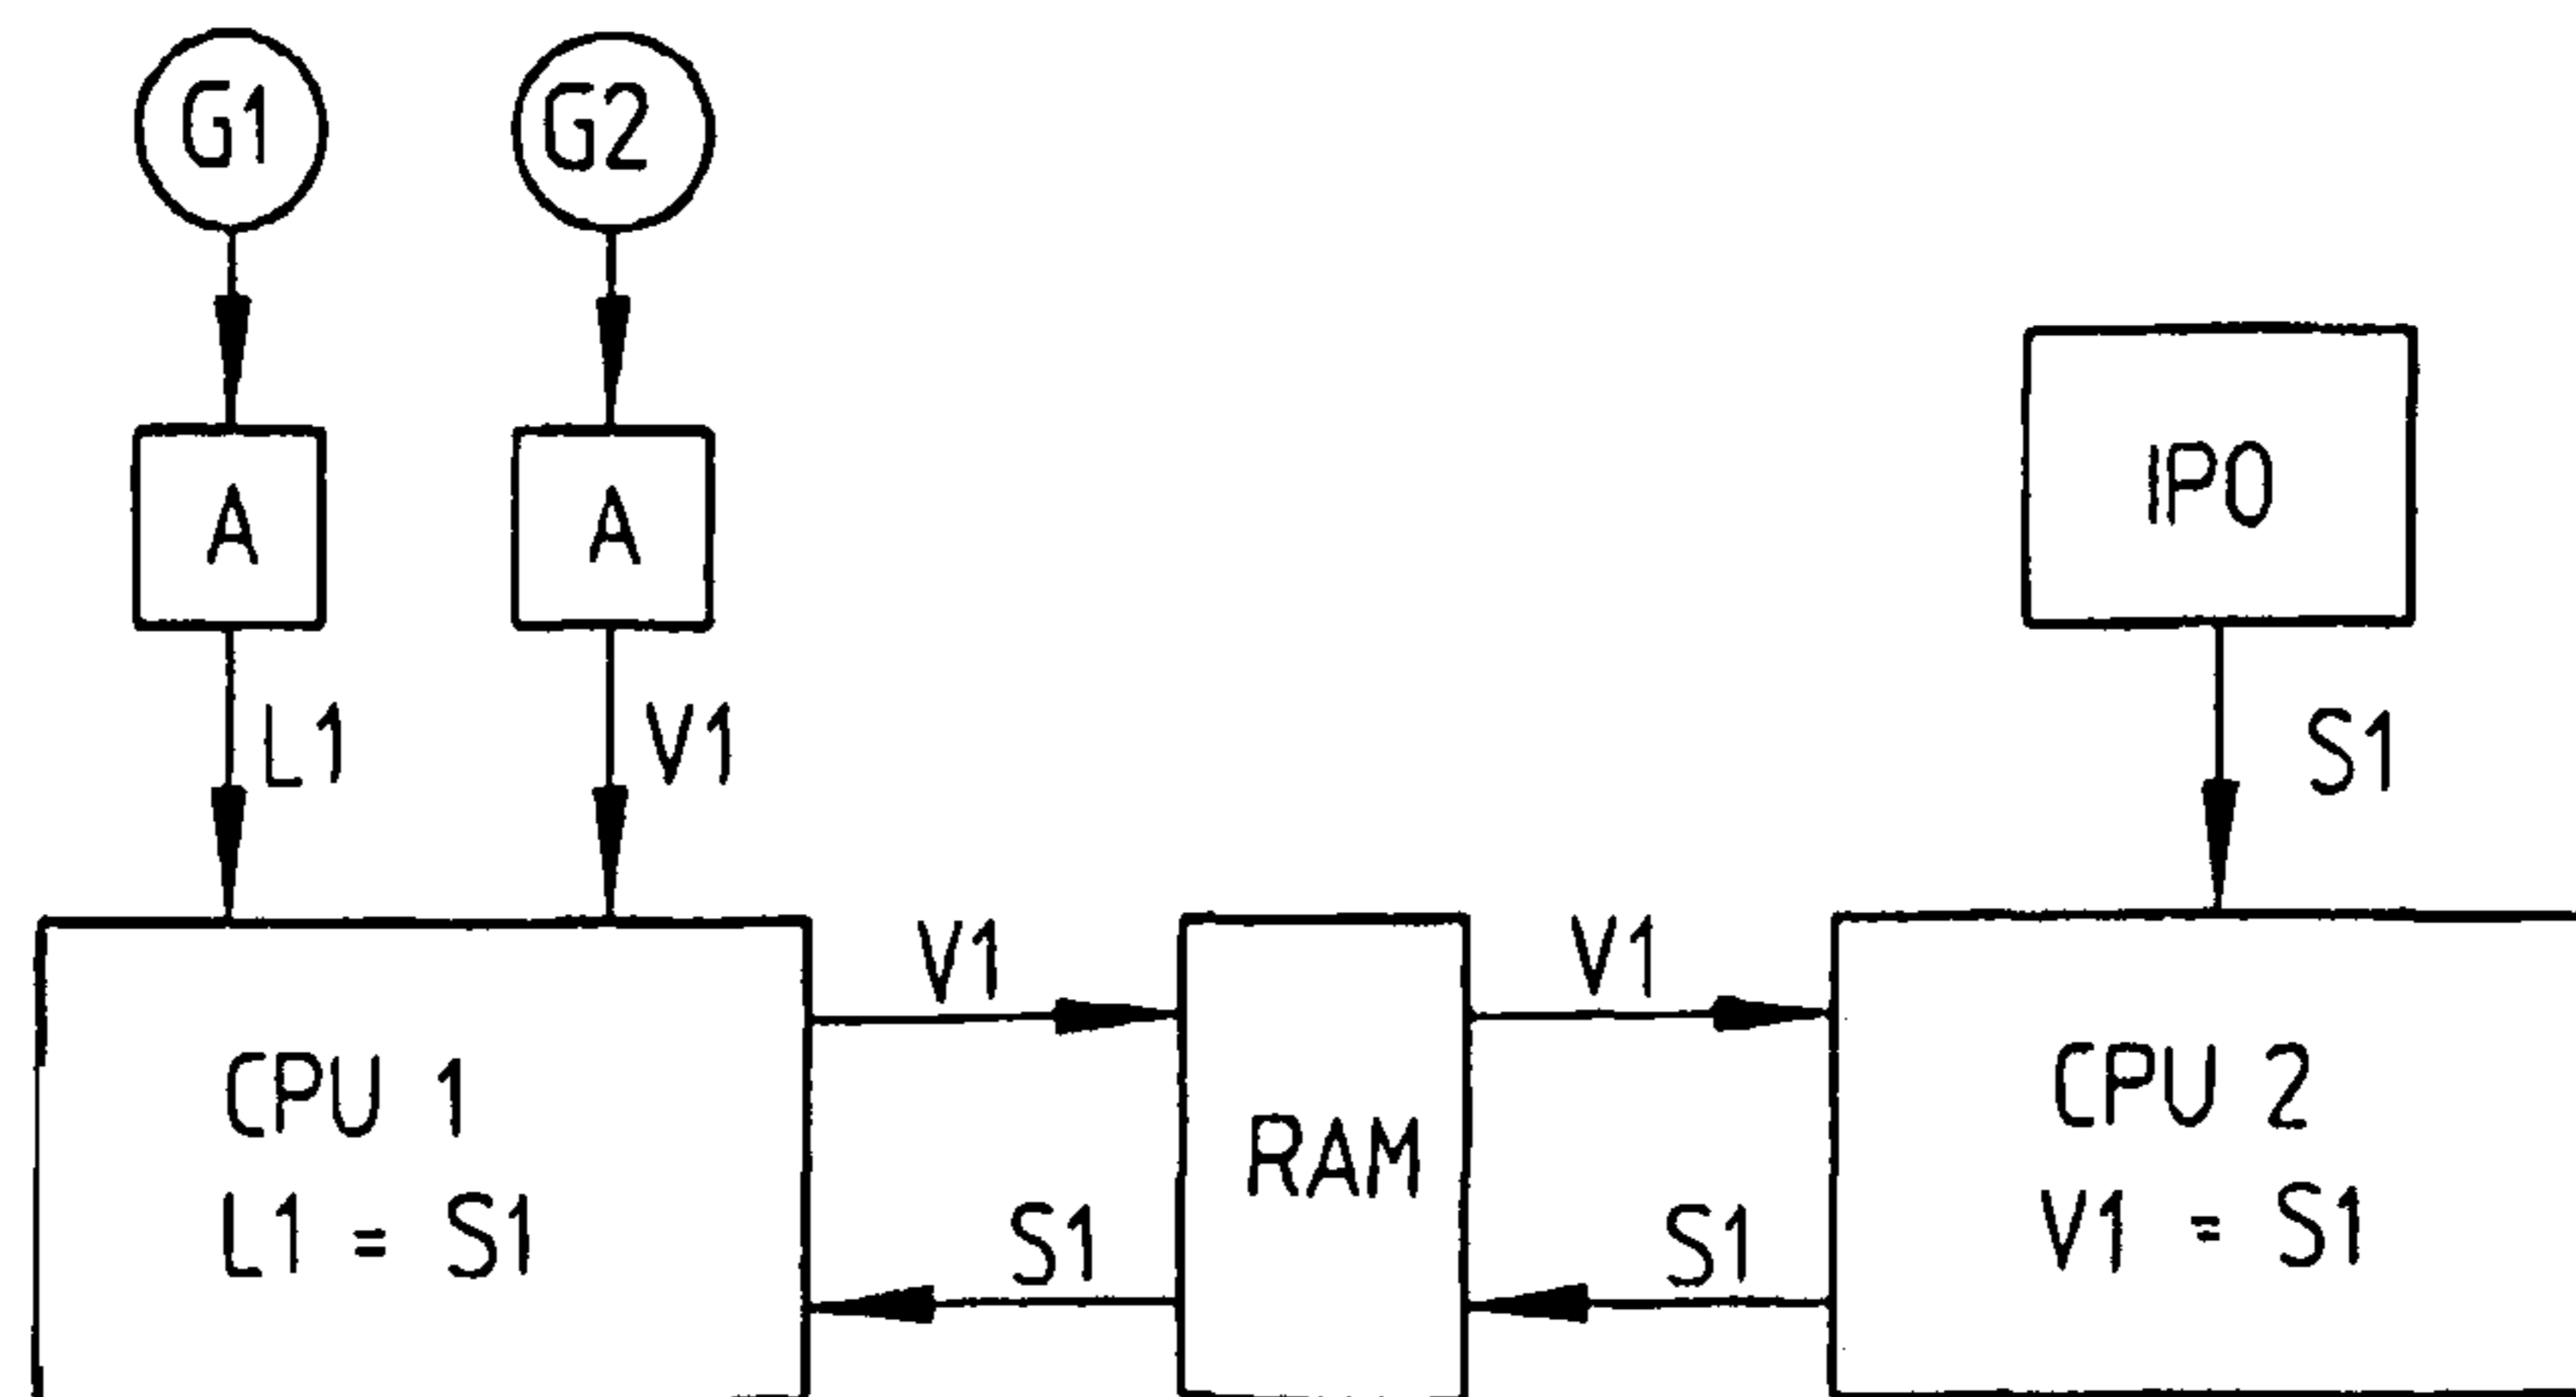 G1
G2
A
A
IPO
L1
V1
S1
V1
V1
CPU 1
L1 = S1
RAM
CPU 2
V1 = S1
S1
S1